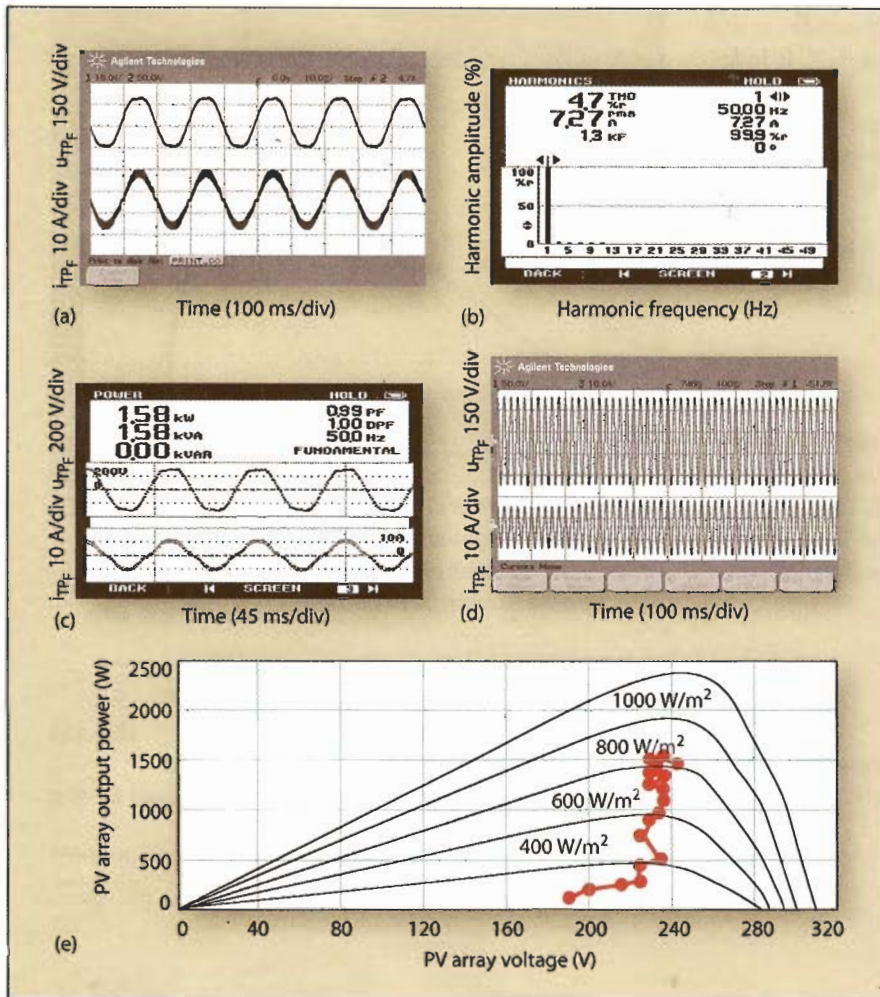 Agilent Technologies
i_TPF 10 A/div u_TPF 150 V/div
PRINT_00
(a)
Time (100 ms/div)
Harmonic amplitude (%)
HARMONICS HOLD
4.7 THD %r
7.27 rms A
1.3 KF
1
50.00 Hz
7.27 A
99.9 %r
0 °
100
%r
50
0
1 5 9 13 17 21 25 29 33 37 41 45 49
BACK SCREEN 2
(b)
Harmonic frequency (Hz)
i_TPF 10 A/div u_TPF 200 V/div
POWER HOLD
1.58 kW
1.58 kVA
0.00 kVAR
0.99 PF
1.00 DPF
50.0 Hz
FUNDAMENTAL
200V
0
10A
0
BACK SCREEN
(c)
Time (45 ms/div)
Agilent Technologies
i_TPF 10 A/div u_TPF 150 V/div
(d)
Time (100 ms/div)
PV array output power (W)
2500
2000
1500
1000
500
0
1000 W/m²
800 W/m²
600 W/m²
400 W/m²
0 40 80 120 160 200 240 280 320
(e)
PV array voltage (V)